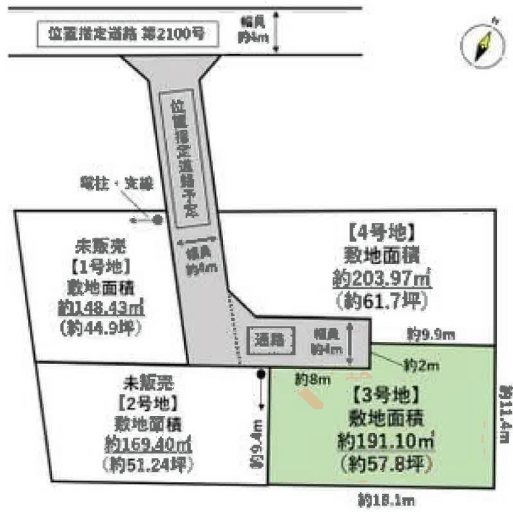 位置指定道路 第2100号
幅員
約4m
N
位置指定道路予定
電柱・支線
幅員
約4m
未販売
【1号地】
敷地面積
約148.43㎡
（約44.9坪）
【4号地】
敷地面積
約203.97㎡
（約61.7坪）
通路
幅員
約4m
約9.9m
約2m
約8m
未販売
【2号地】
敷地面積
約169.40㎡
（約51.24坪）
約9.4m
【3号地】
敷地面積
約191.10㎡
（約57.8坪）
約11.4m
約18.1m